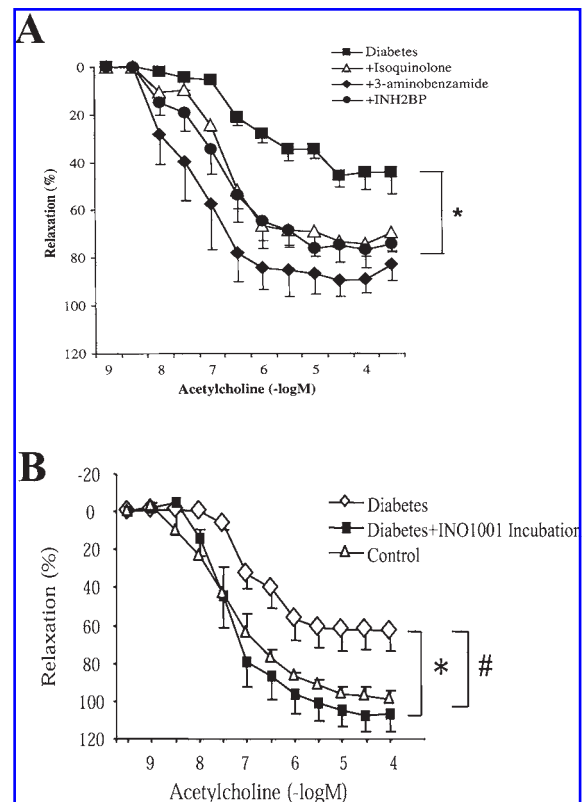 A
Diabetes
+Isoquinolone
+3-aminobenzamide
+INH2BP
0
20
40
60
80
100
120
Relaxation (%)
*
9 8 7 6 5 4
Acetylcholine (-logM)
B
-20
0
20
40
60
80
100
120
Relaxation (%)
Diabetes
Diabetes+INO1001 Incubation
Control
* #
9 8 7 6 5 4
Acetylcholine (-logM)